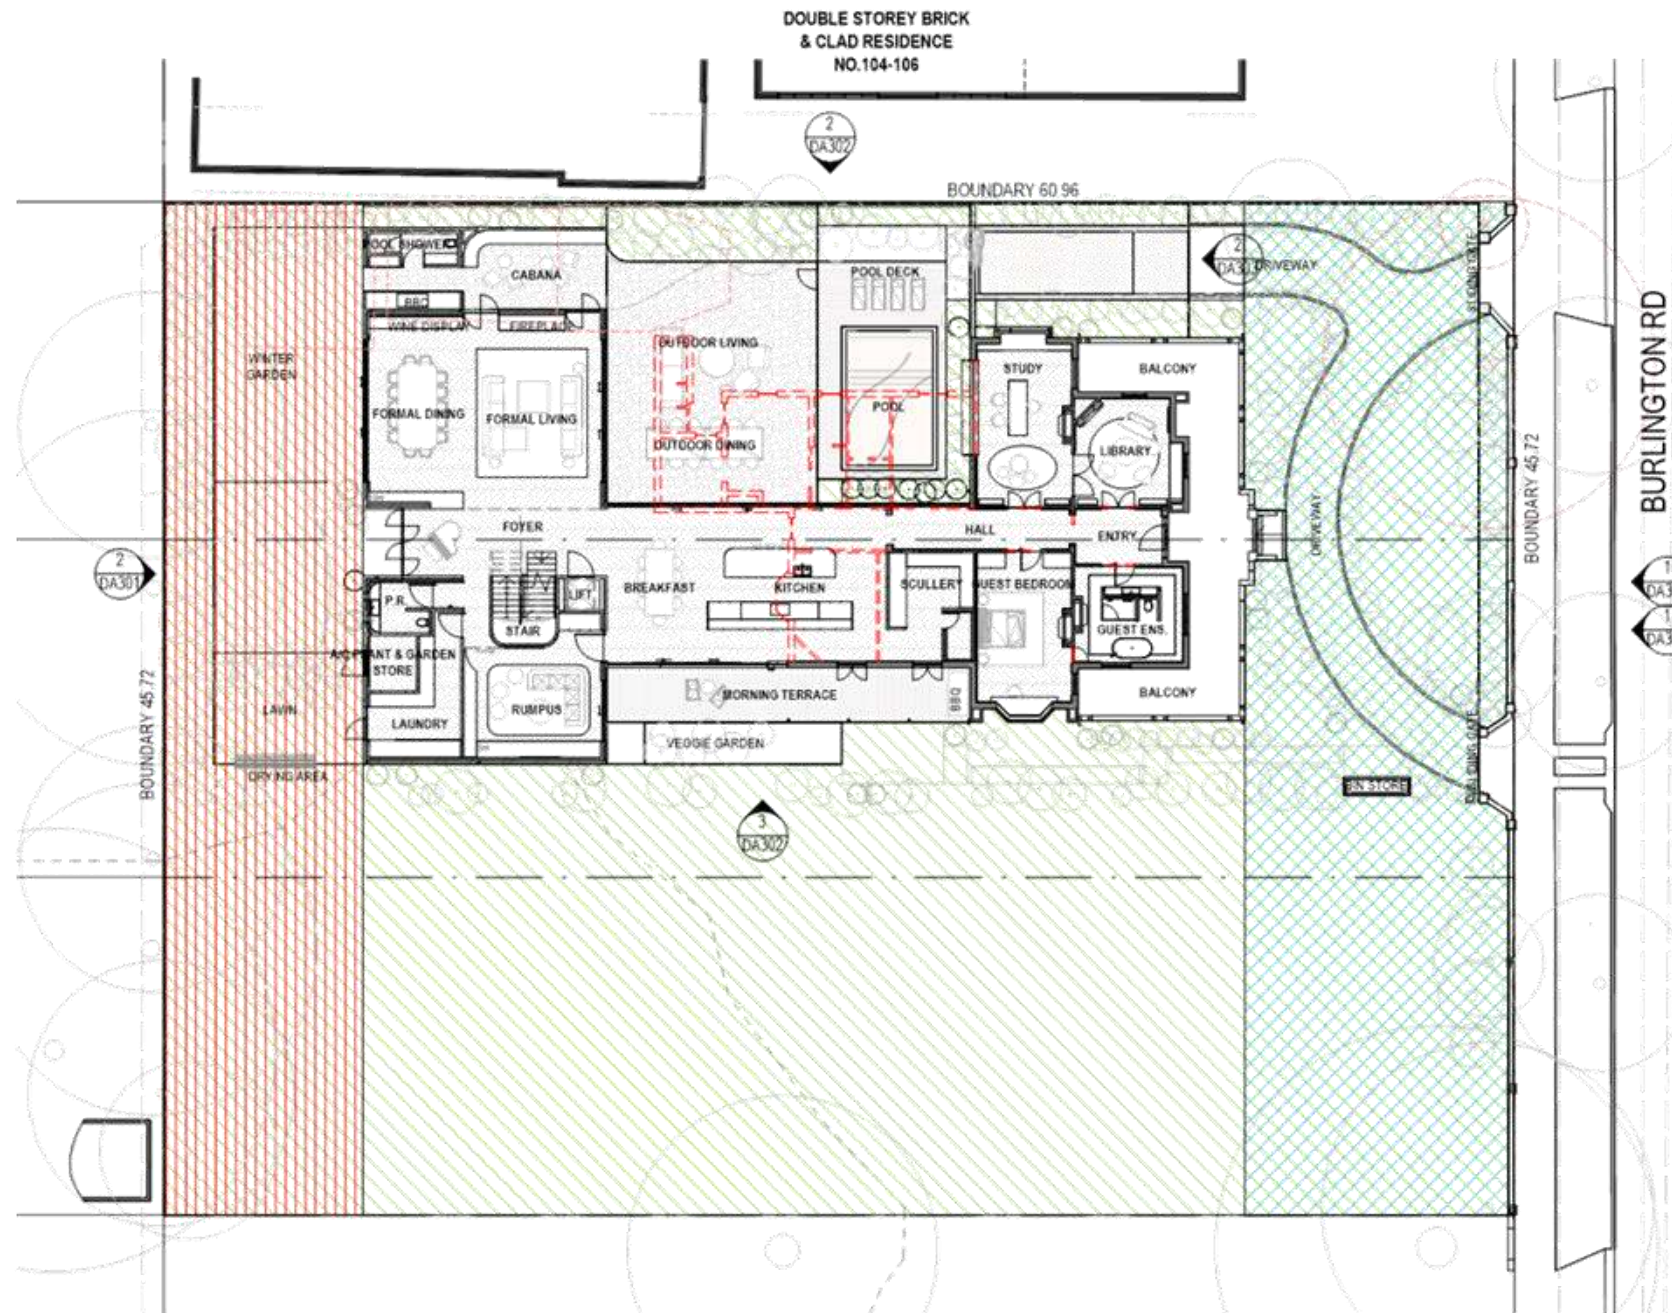 DOUBLE STOREY BRICK
& CLAD RESIDENCE
NO.104-106
2
DA302
BOUNDARY 60.96
POOL SHOWER
CABANA
POOL DECK
2
DRIVEWAY
BBQ
WINE DISPLAY
FIREPLACE
WINTER
GARDEN
OUTDOOR LIVING
STUDY
BALCONY
BURLINGTON RD
FORMAL DINING
FORMAL LIVING
POOL
OUTDOOR DINING
LIBRARY
BOUNDARY 45.72
DRIVEWAY
FOYER
HALL
ENTRY
2
DA301
BREAKFAST
KITCHEN
SCULLERY
GUEST BEDROOM
LIFT
P.R.
STAIR
GUEST ENS.
A/C PLANT & GARDEN
STORE
BOUNDARY 45.72
MORNING TERRACE
BBQ
BALCONY
LAWN
LAUNDRY
RUMPUS
VEGGIE GARDEN
DRYING AREA
BIN STORE
3
DA302